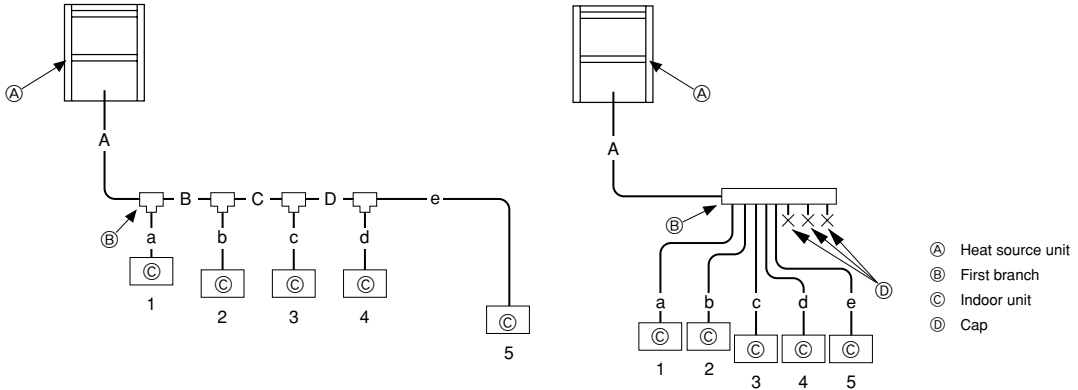 Ⓐ
A
B
C
D
e
Ⓑ
a
b
c
d
Ⓒ
Ⓒ
Ⓒ
Ⓒ
1
2
3
4
Ⓒ
5
Ⓐ
A
Ⓑ
Ⓓ
a
b
c
d
e
Ⓒ
Ⓒ
Ⓒ
Ⓒ
Ⓒ
1
2
3
4
5
Ⓐ Heat source unit
Ⓑ First branch
Ⓒ Indoor unit
Ⓓ Cap